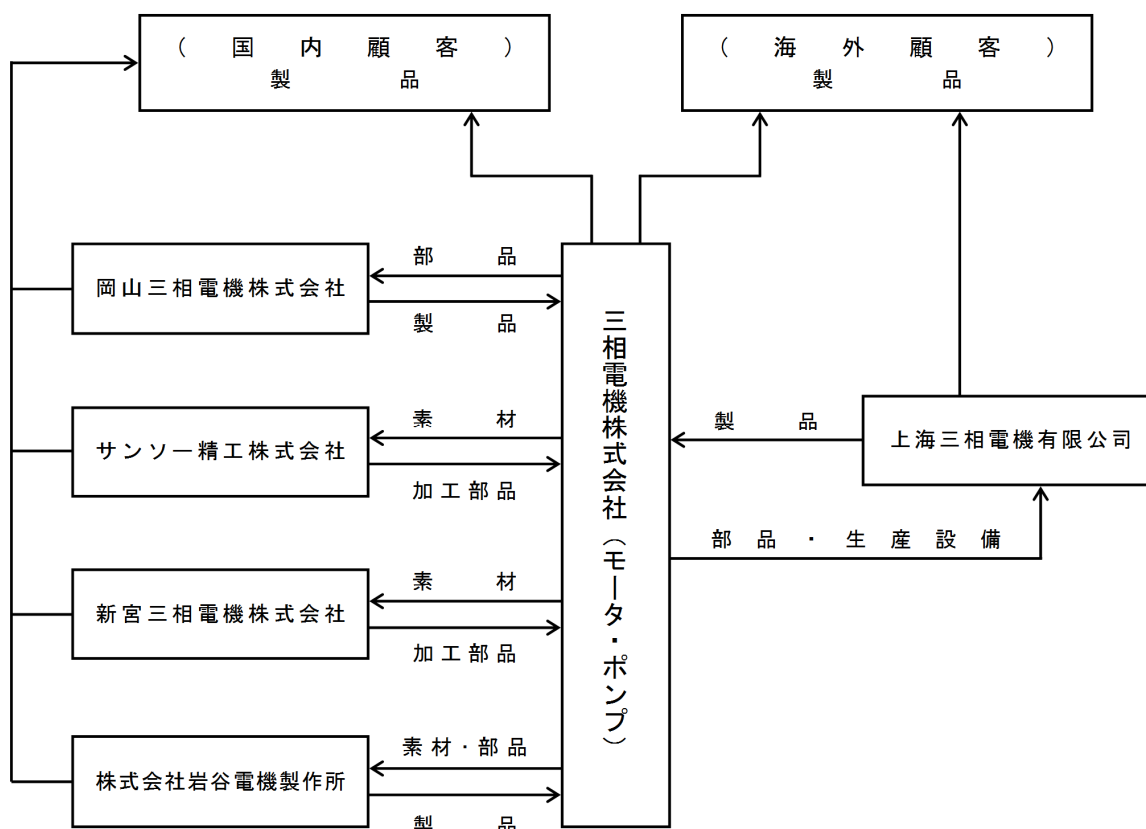 （国内顧客）
製品
（海外顧客）
製品
部品
岡山三相電機株式会社
製品
素材
サンソー精工株式会社
加工部品
素材
新宮三相電機株式会社
加工部品
素材・部品
株式会社岩谷電機製作所
製品
三相電機株式会社（モータ・ポンプ）
製品
上海三相電機有限公司
部品・生産設備